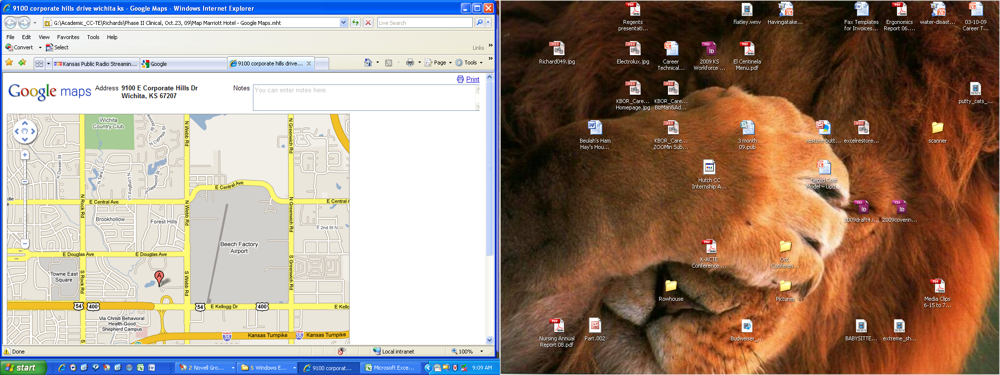 9100 corporate hills drive wichita ks - Google Maps - Windows Internet Explorer
G:\Academic_CC-TE\Richards\Phase II Clinical, Oct.23, 09\Map Marriott Hotel - Google Maps.mht
Live Search
File Edit View Favorites Tools Help
Convert Select
Links »
Kansas Public Radio Streamin... Google 9100 corporate hills drive... Page Tools »
Print
Google maps Address 9100 E Corporate Hills Dr Notes You can enter notes here.
Wichita, KS 67207
Wichita
Country Club
N Cypress St
N Webb Rd
N Greenwich Rd
N Doreen St
N Tara Ln
N Longford Ln
N Gatewood St
E Central Ave
N Rock Rd
E Central Ave
N Webb Rd
N Greenwich Rd
E Central A
Brookhollow
Forest Hills
E 2nd St N
Beech Factory
Airport
E Douglas Ave
E Douglas Ave
Towne East
Square
S Rock Rd
A
S Webb Rd
S Greenwich Rd
54 400
54 E Kellogg Dr 400 E Kello
Via Christi Behavioral
Health-Good
Shepherd Campus
35 Kansas Turnpike 35 Kansas Turnpike
S
Done Local intranet 100%
start 2 Novell Gro... 5 Windows E... 9100 corporat... Microsoft Exce... 9:09 AM
Regents
presentati...
flatley.wmv
Havingatake...
Fax Templates
for Invoices...
Ergonomics
Report 06....
water-disast...
03-10-09
Career T...
Richard049.jpg
Electrolux.jpg
Career
Technical...
2009 KS
Workforce ...
El Centinela
Menu.pdf
KBOR_Care...
Homepage.jpg
KBOR_Care...
BizMan&Ad...
putty_cats_...
Beulah's Ham
Hay's Hou...
KBOR_Care...
ZOOMin Sub...
3 month
09.pub
restore-butt...
excelrestore...
scanner
Hutch CC
Internship A...
Tiered Cost
Model – Upd...
2009draft4.i...
2009coverin...
K-ACTE
Conference ...
Oct.
Conferen...
Rowhouse
Pictures
Media Clips
6-15 to 7...
Nursing Annual
Report 08.pdf
Part.002
Budweiser_...
BABYSITTE...
extreme_sh...